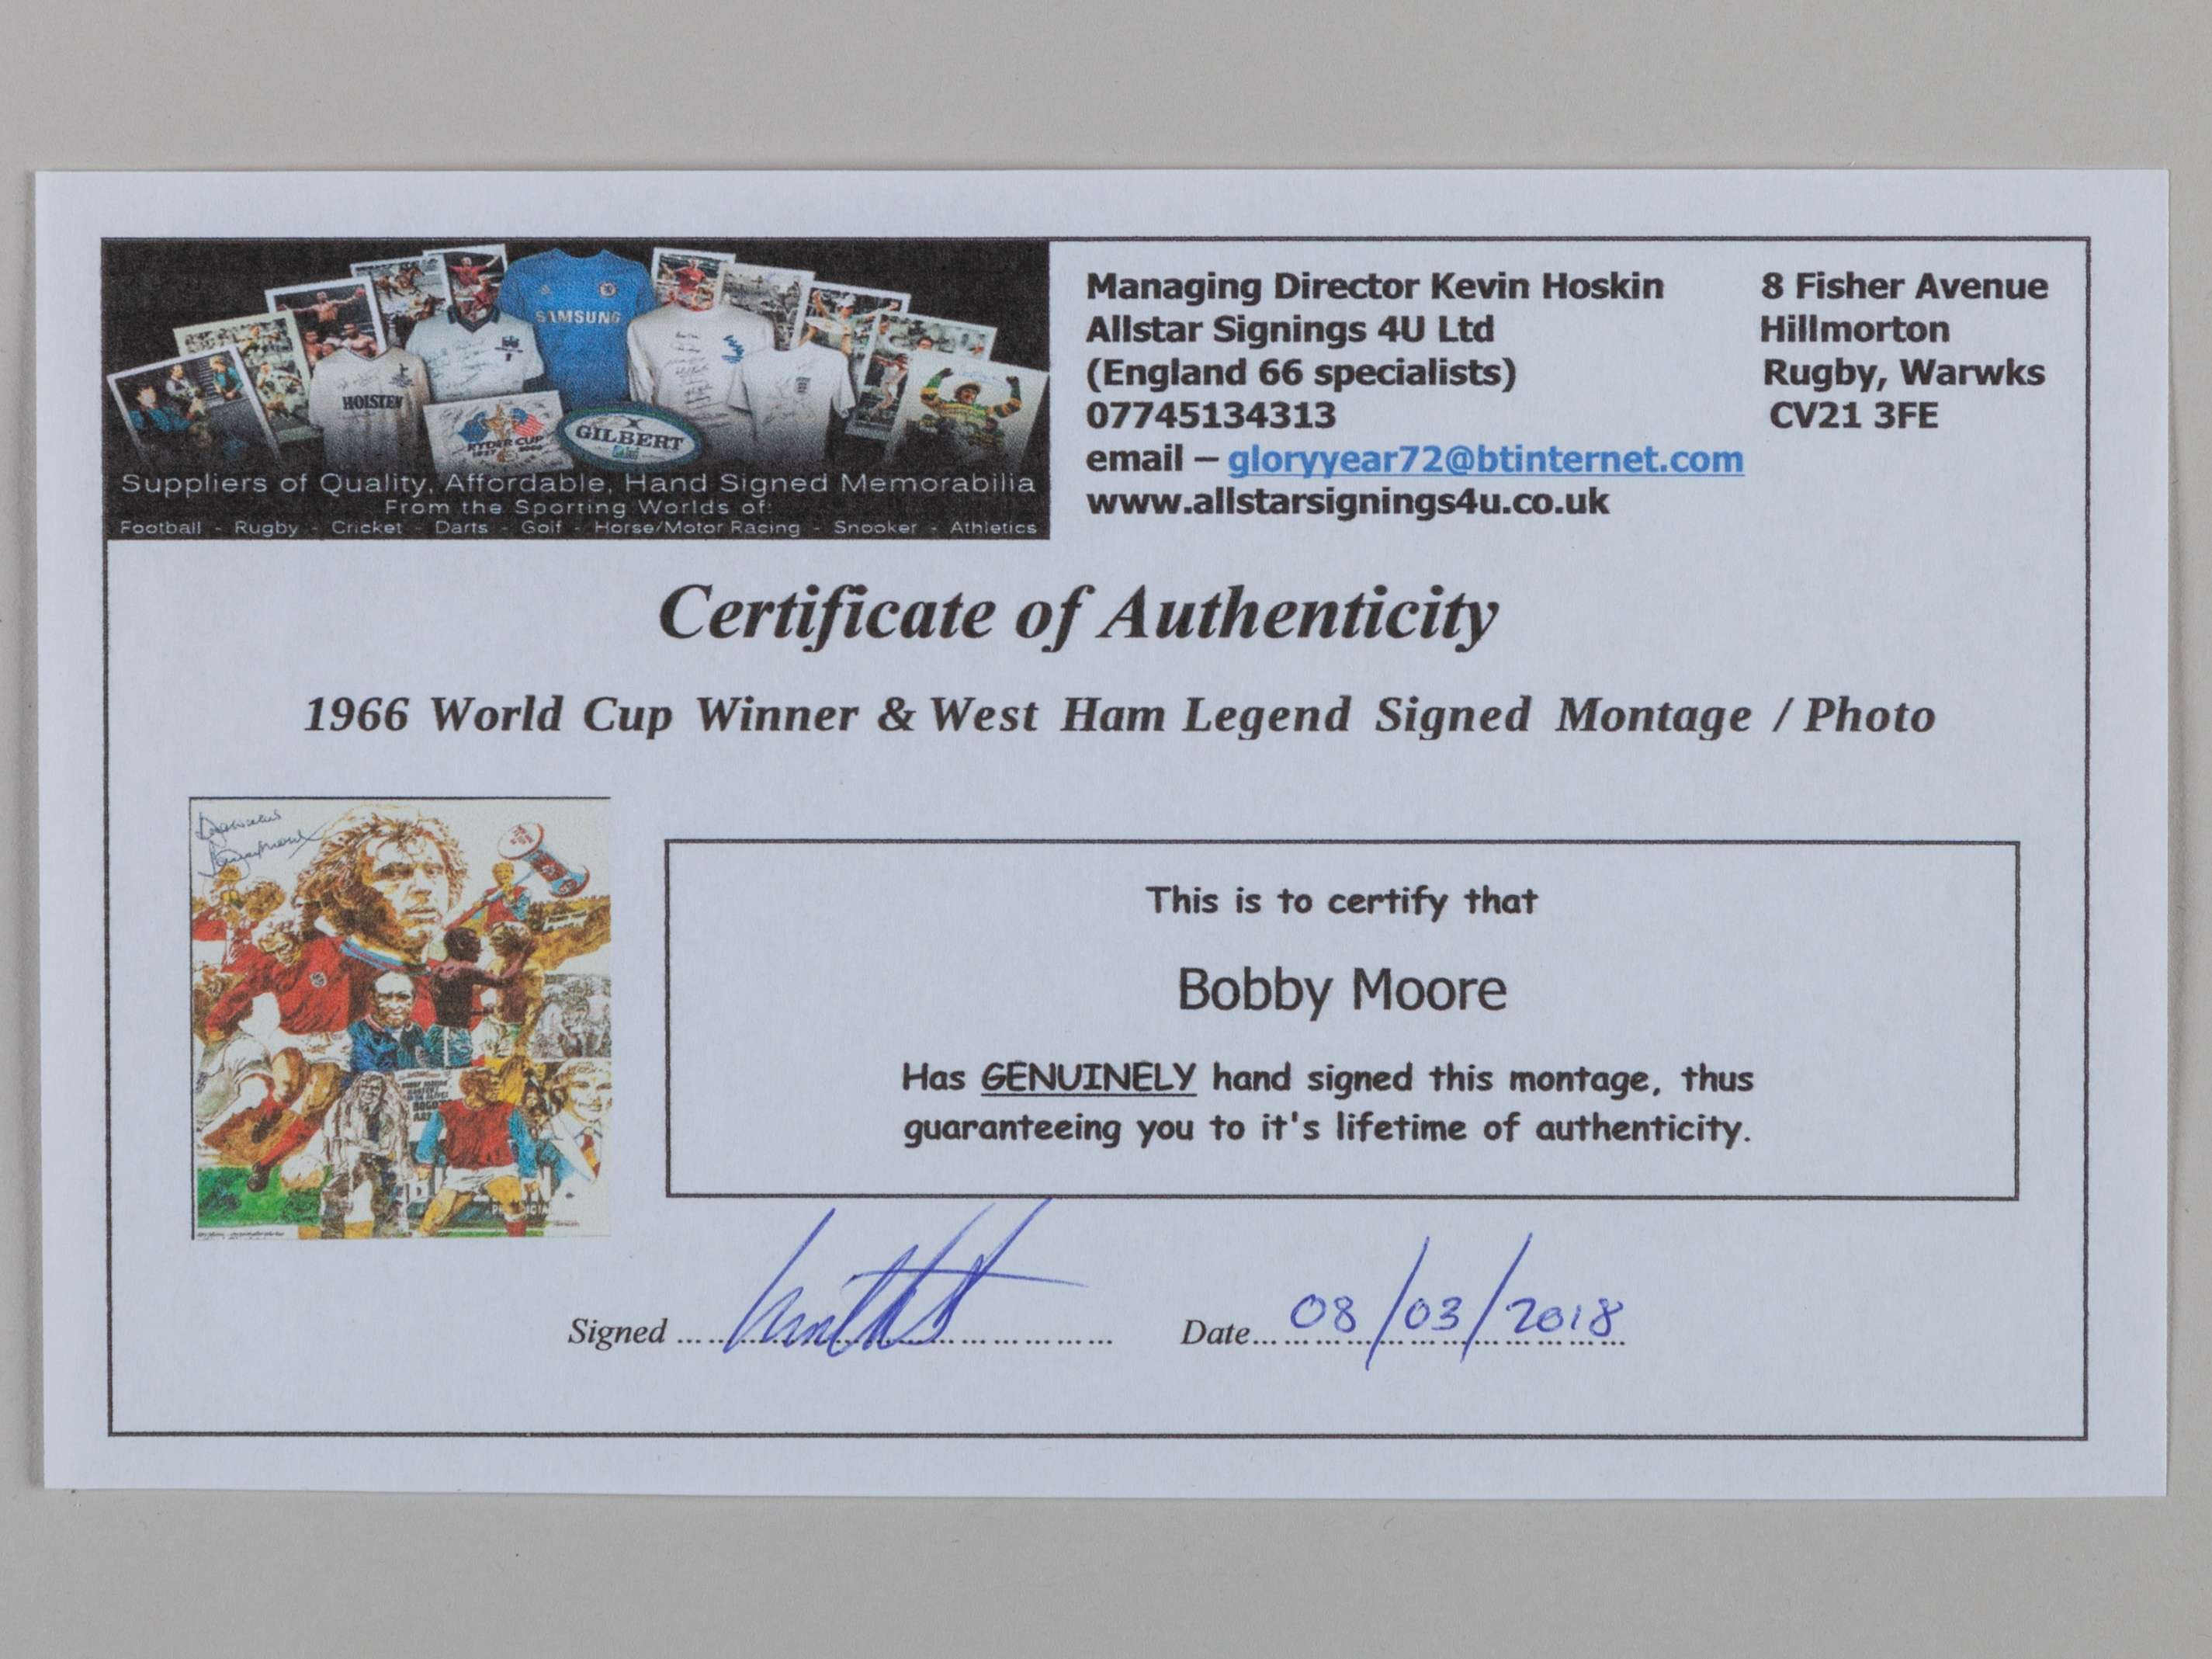 HOLSTEN
SAMSUNG
RYDER CUP
GILBERT
Suppliers of Quality, Affordable, Hand Signed Memorabilia
From the Sporting Worlds of:
Football - Rugby - Cricket - Darts - Golf - Horse/Motor Racing - Snooker - Athletics
Managing Director Kevin Hoskin
Allstar Signings 4U Ltd
(England 66 specialists)
07745134313
email – gloryyear72@btinternet.com
www.allstarsignings4u.co.uk
8 Fisher Avenue
Hillmorton
Rugby, Warwks
CV21 3FE
Certificate of Authenticity
1966 World Cup Winner & West Ham Legend Signed Montage / Photo
This is to certify that
Bobby Moore
Has GENUINELY hand signed this montage, thus
guaranteeing you to it's lifetime of authenticity.
Signed
Date 08/03/2018